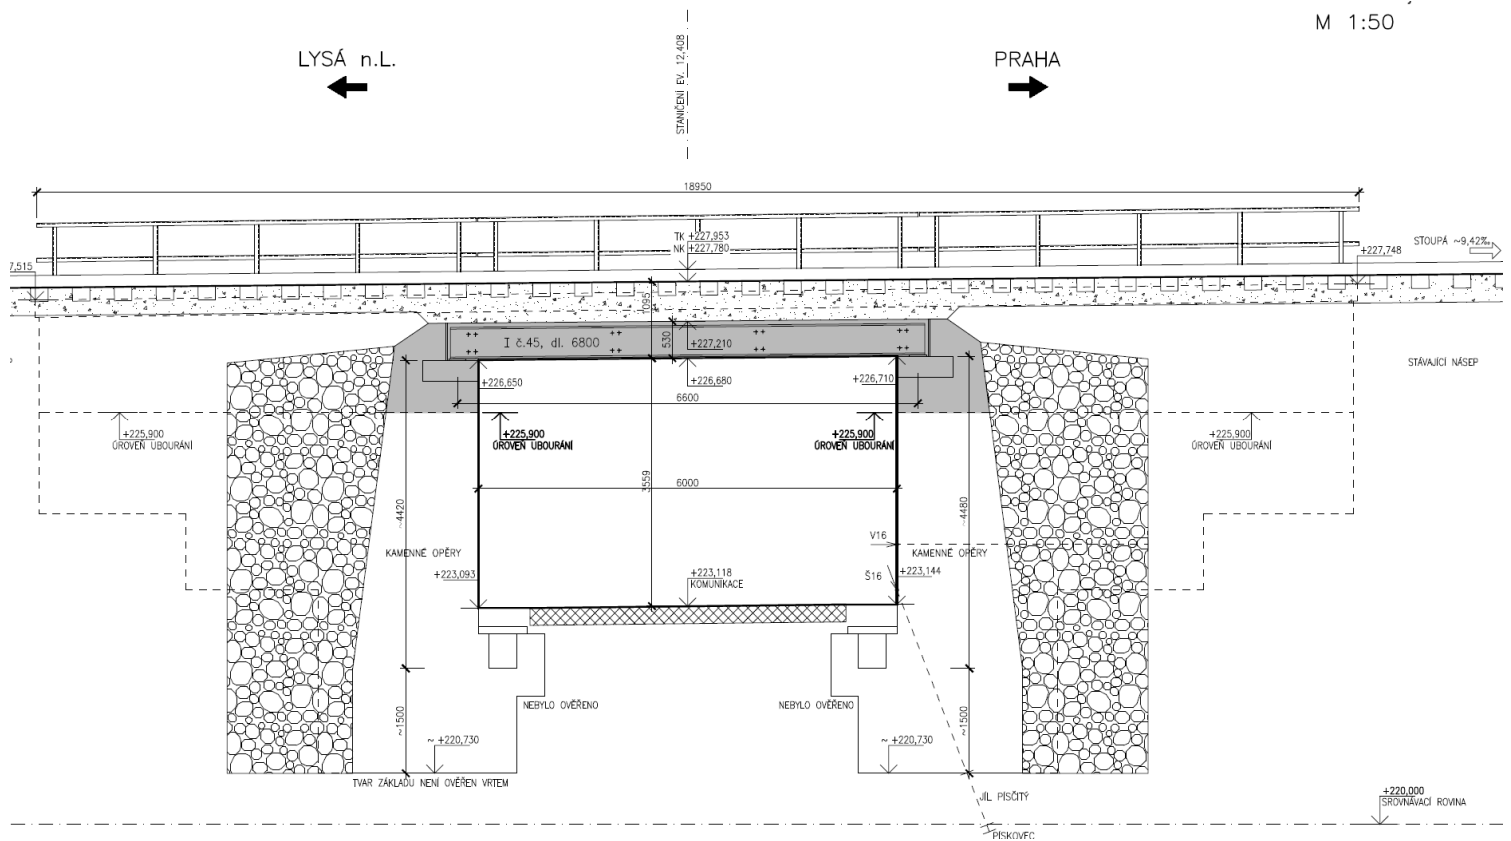 M 1:50
LYSÁ n.L.
PRAHA
STANIČENÍ EV. 12,408
18950
TK +227,953
NK +227,780
7,515
+227,748
STOUPÁ ~9,42‰
1095
I č.45, dl. 6800
530
+227,210
STÁVAJÍCÍ NÁSEP
+226,650
+226,680
+226,710
6600
+225,900
ÚROVEŇ UBOURÁNÍ
+225,900
ÚROVEŇ UBOURÁNÍ
+225,900
ÚROVEŇ UBOURÁNÍ
+225,900
ÚROVEŇ UBOURÁNÍ
3559
6000
~4420
~4480
V16
KAMENNÉ OPĚRY
KAMENNÉ OPĚRY
+223,093
+223,118
KOMUNIKACE
Š16
+223,144
NEBYLO OVĚŘENO
NEBYLO OVĚŘENO
~1500
~1500
~ +220,730
~ +220,730
TVAR ZÁKLADU NENÍ OVĚŘEN VRTEM
JÍL PÍSČITÝ
+220,000
SROVNÁVACÍ ROVINA
PÍSKOVEC